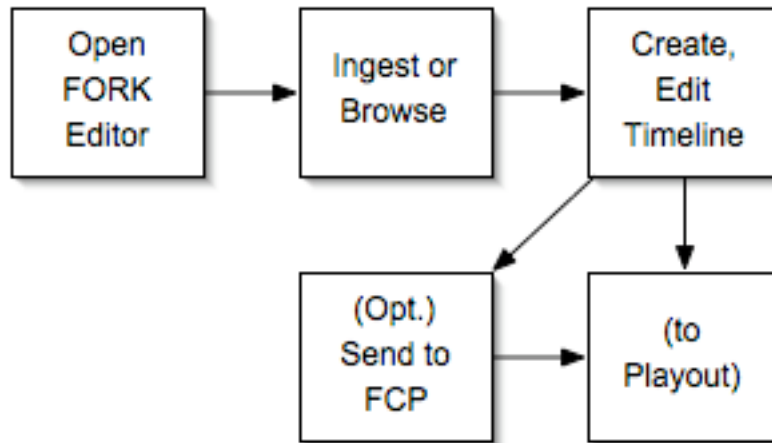 Open
FORK
Editor
Ingest or
Browse
Create,
Edit
Timeline
(Opt.)
Send to
FCP
(to
Playout)